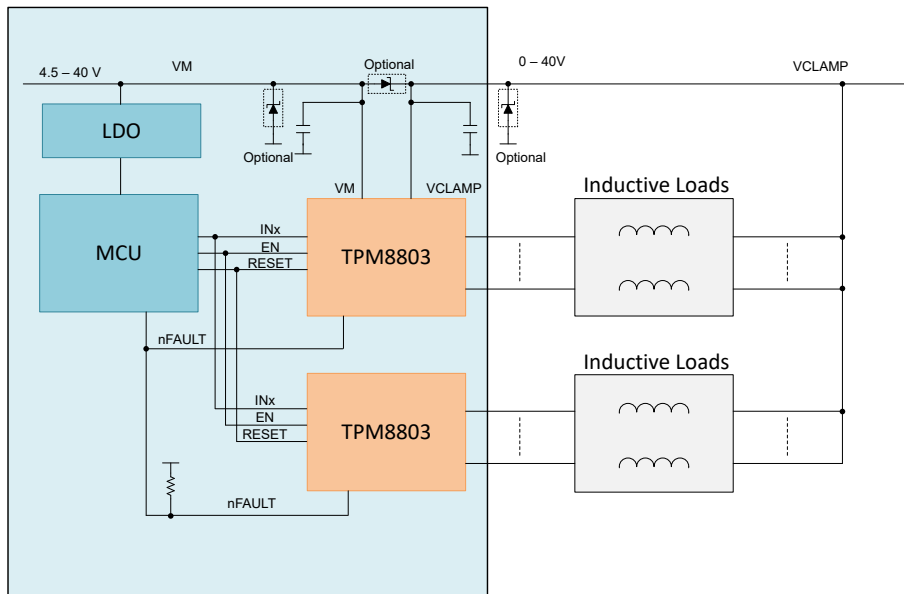 4.5 – 40 V
VM
Optional
0 – 40V
VCLAMP
LDO
Optional
Optional
VM
VCLAMP
Inductive Loads
MCU
INx
EN
RESET
TPM8803
nFAULT
Inductive Loads
INx
EN
RESET
TPM8803
nFAULT